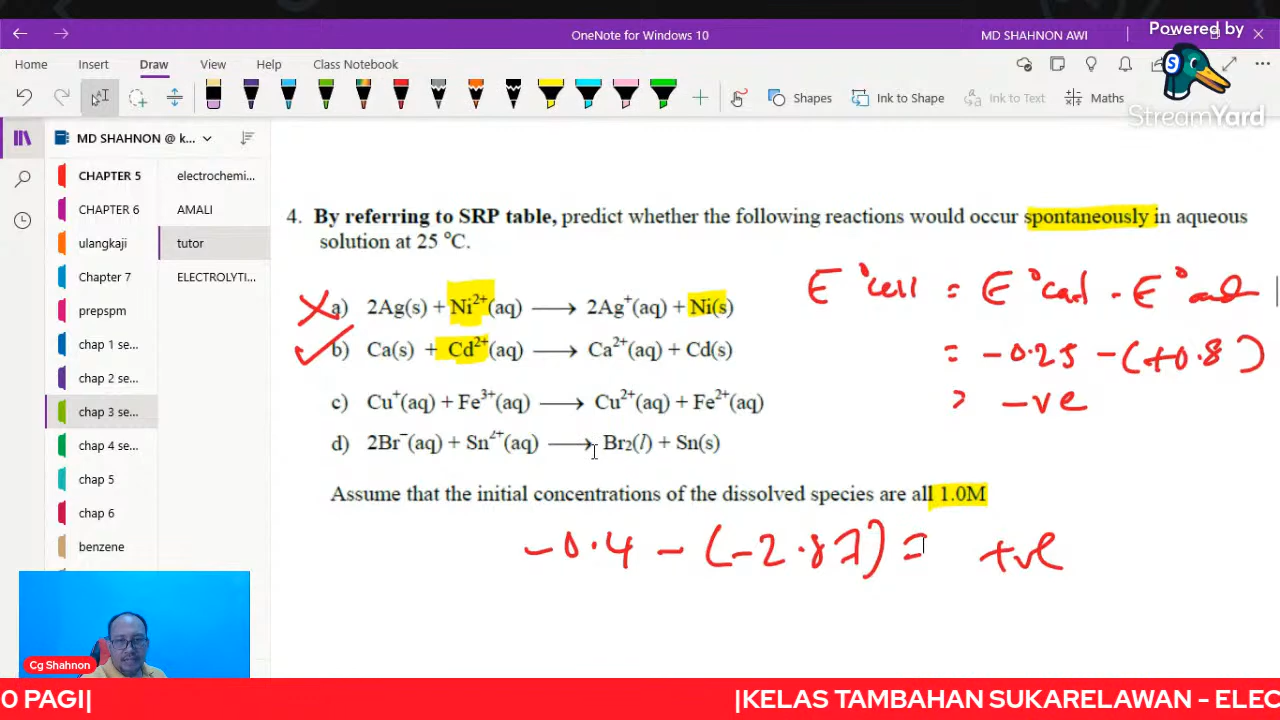 OneNote for Windows 10
MD SHAHNON AWI
Powered by
StreamYard
Home Insert Draw View Help Class Notebook
Shapes Ink to Shape Ink to Text Maths
MD SHAHNON @ k...
CHAPTER 5
CHAPTER 6
ulangkaji
Chapter 7
prepspm
chap 1 se...
chap 2 se...
chap 3 se...
chap 4 se...
chap 5
chap 6
benzene
electrochemi...
AMALI
tutor
ELECTROLYTI...
4. By referring to SRP table, predict whether the following reactions would occur spontaneously in aqueous
solution at 25 °C.
a) 2Ag(s) + Ni²⁺(aq) ⟶ 2Ag⁺(aq) + Ni(s)
b) Ca(s) + Cd²⁺(aq) ⟶ Ca²⁺(aq) + Cd(s)
c) Cu⁺(aq) + Fe³⁺(aq) ⟶ Cu²⁺(aq) + Fe²⁺(aq)
d) 2Br⁻(aq) + Sn²⁺(aq) ⟶ Br₂(l) + Sn(s)
Assume that the initial concentrations of the dissolved species are all 1.0M
E°cell = E°cad - E°and
= -0.25 - (+0.8)
= -ve
-0.4 - (-2.87) = +ve
Cg Shahnon
0 PAGI| |KELAS TAMBAHAN SUKARELAWAN - ELEC